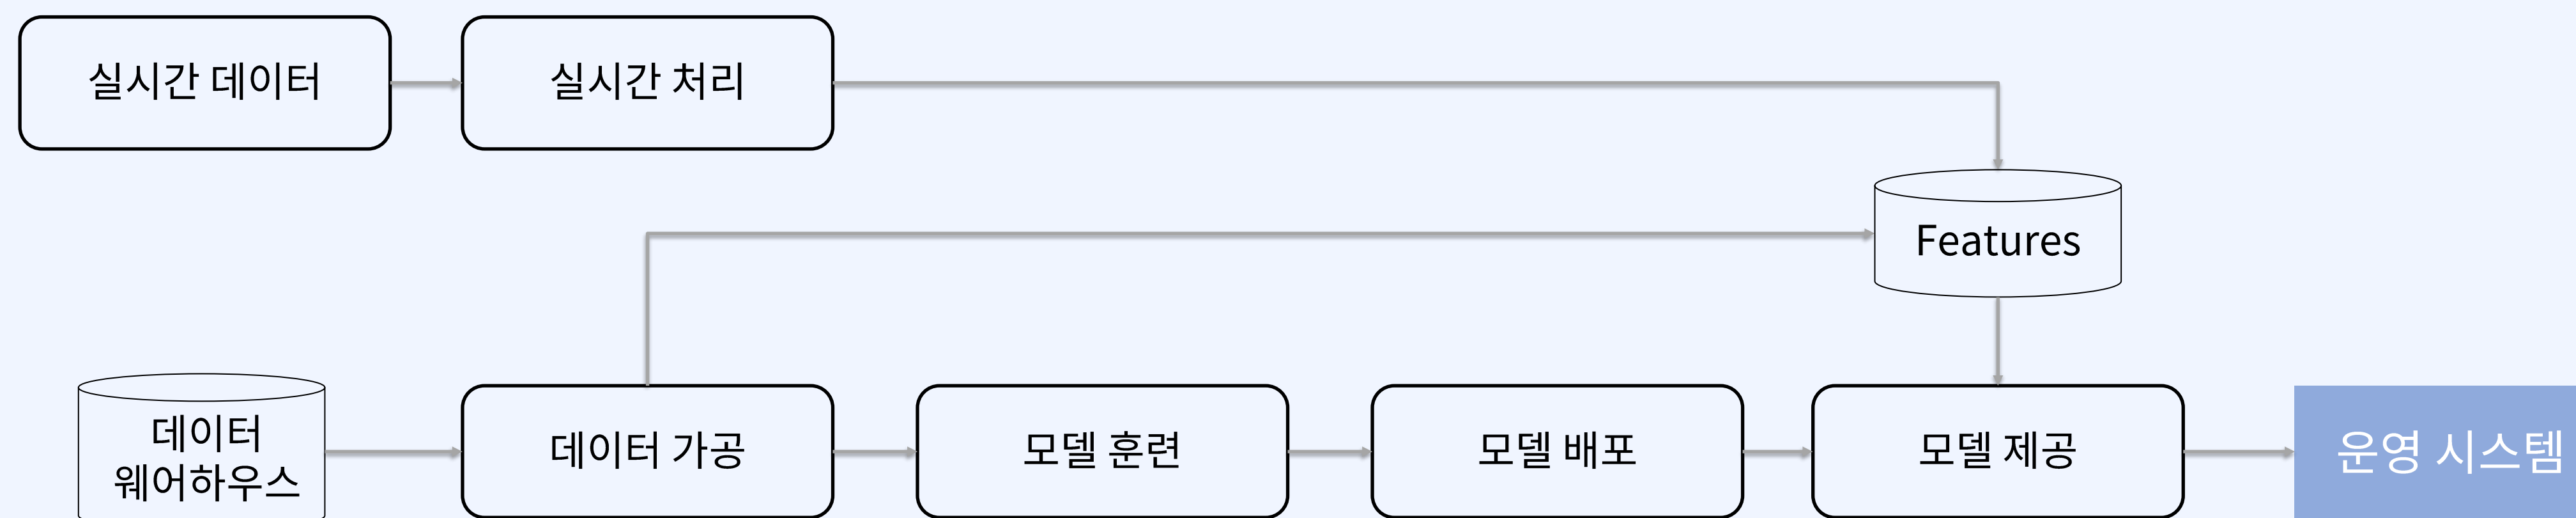 실시간 데이터
실시간 처리
Features
데이터
웨어하우스
데이터 가공
모델 훈련
모델 배포
모델 제공
운영 시스템